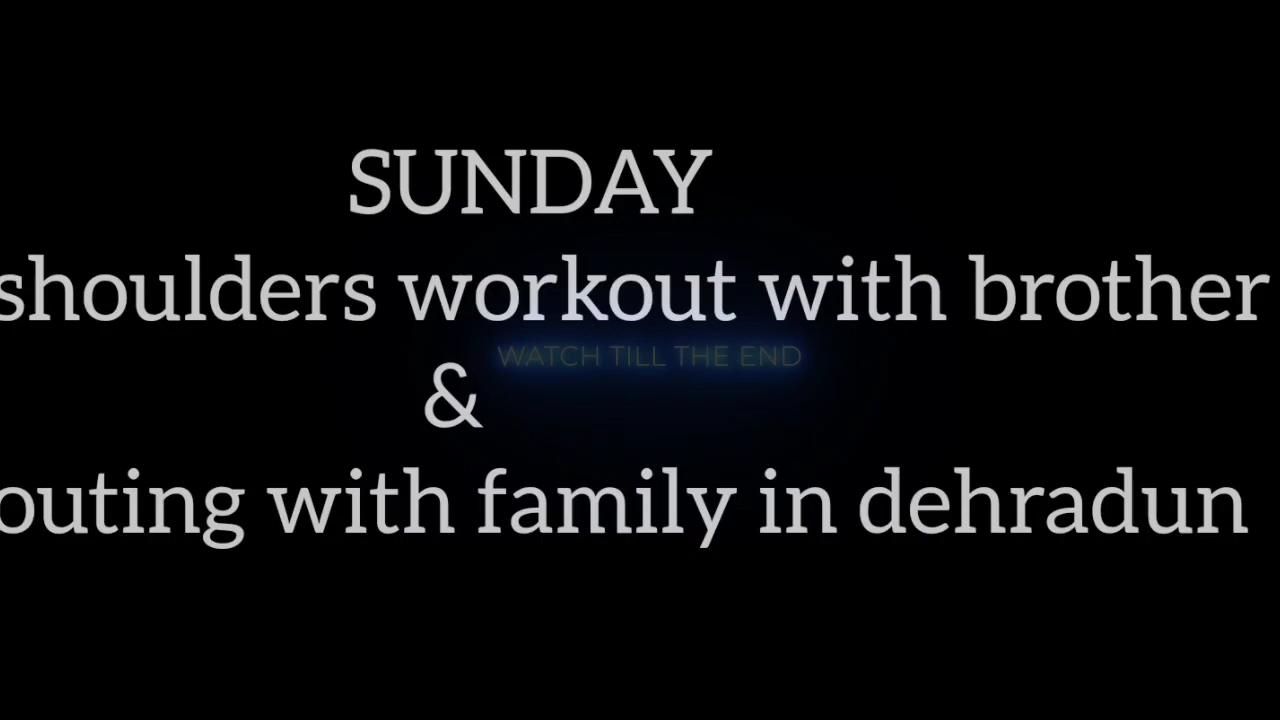 SUNDAY
shoulders workout with brother
WATCH TILL THE END
&
outing with family in dehradun